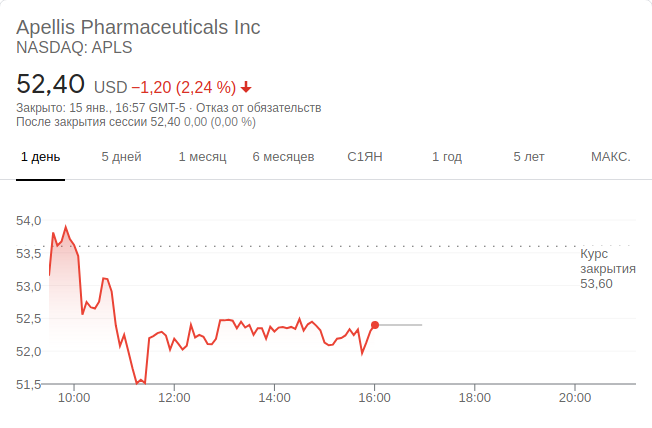 Apellis Pharmaceuticals Inc
NASDAQ: APLS
52,40 USD −1,20 (2,24 %)
Закрыто: 15 янв., 16:57 GMT-5 · Отказ от обязательств
После закрытия сессии 52,40 0,00 (0,00 %)
1 день 5 дней 1 месяц 6 месяцев С1ЯН 1 год 5 лет МАКС.
54,0
53,5
53,0
52,5
52,0
51,5
Курс
закрытия
53,60
10:00 12:00 14:00 16:00 18:00 20:00